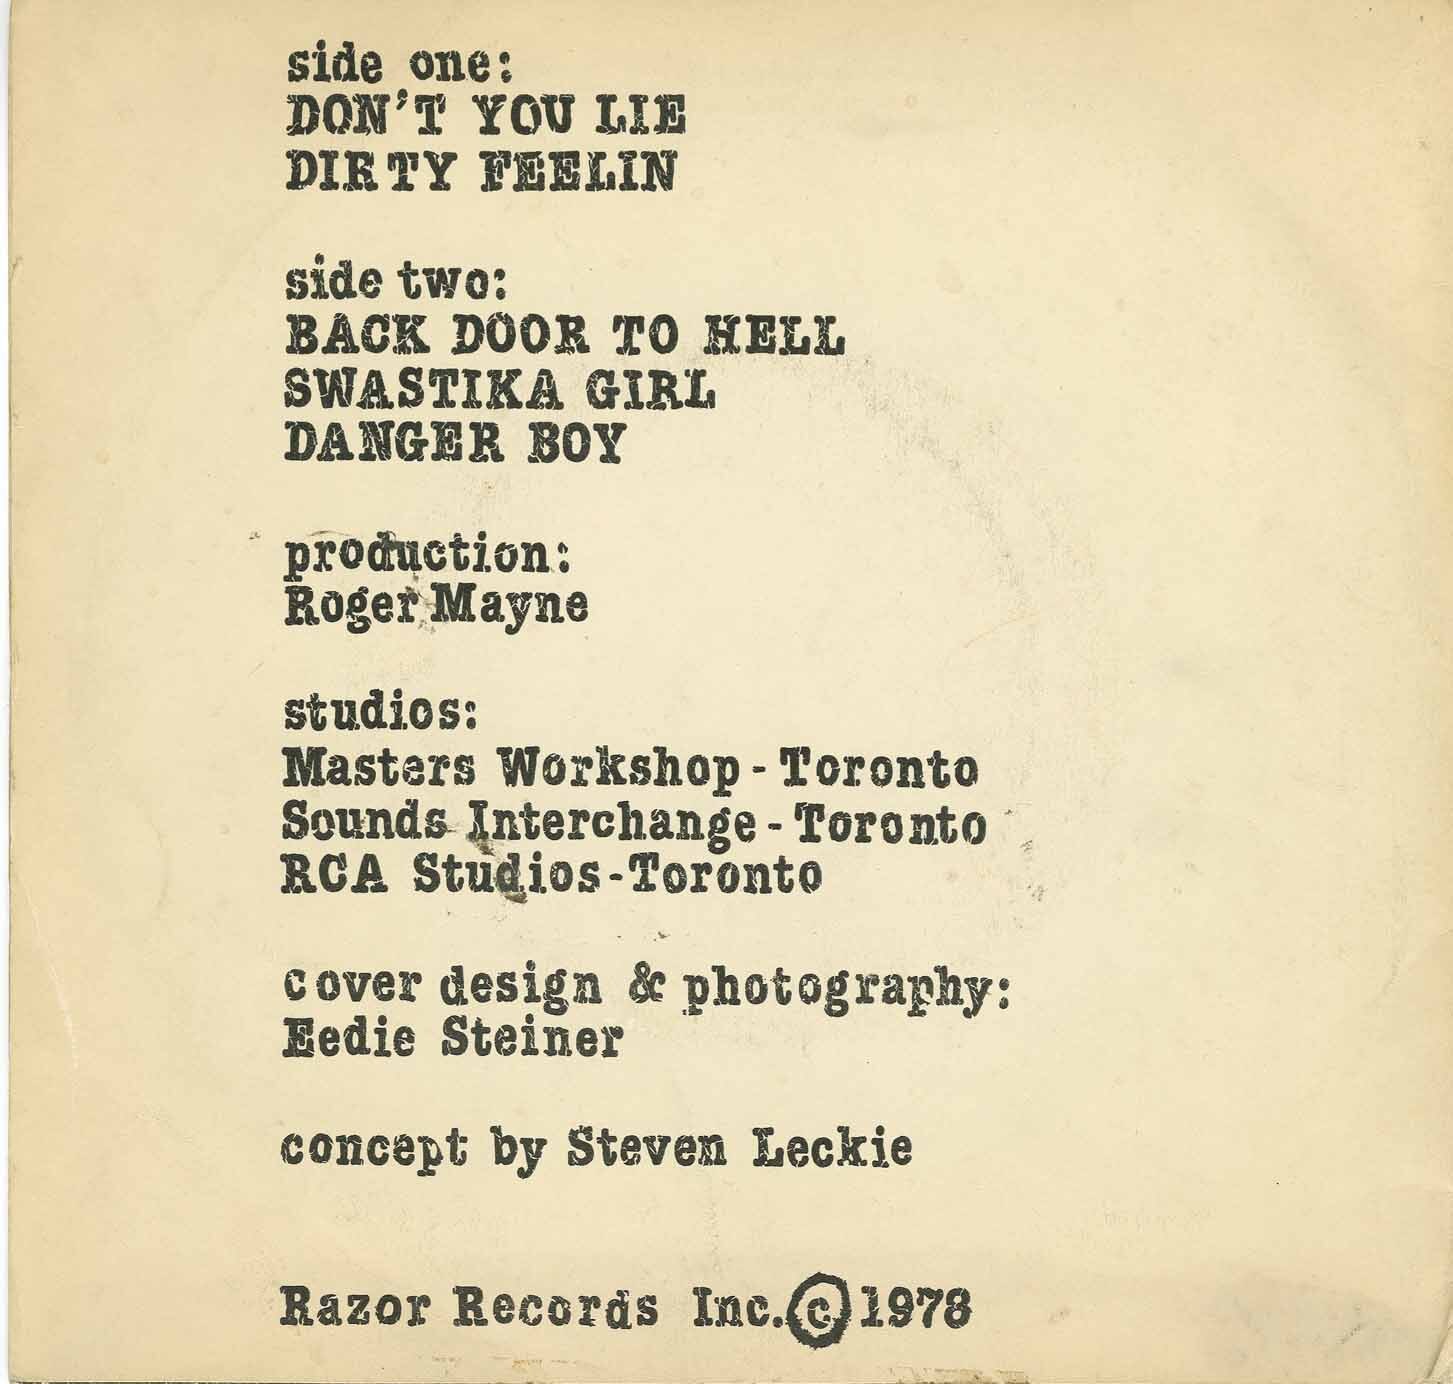 side one:
DON'T YOU LIE
DIRTY FEELIN
side two:
BACK DOOR TO HELL
SWASTIKA GIRL
DANGER BOY
production:
Roger Mayne
studios:
Masters Workshop - Toronto
Sounds Interchange - Toronto
RCA Studios - Toronto
cover design & photography:
Eedie Steiner
concept by Steven Leckie
Razor Records Inc. © 1978